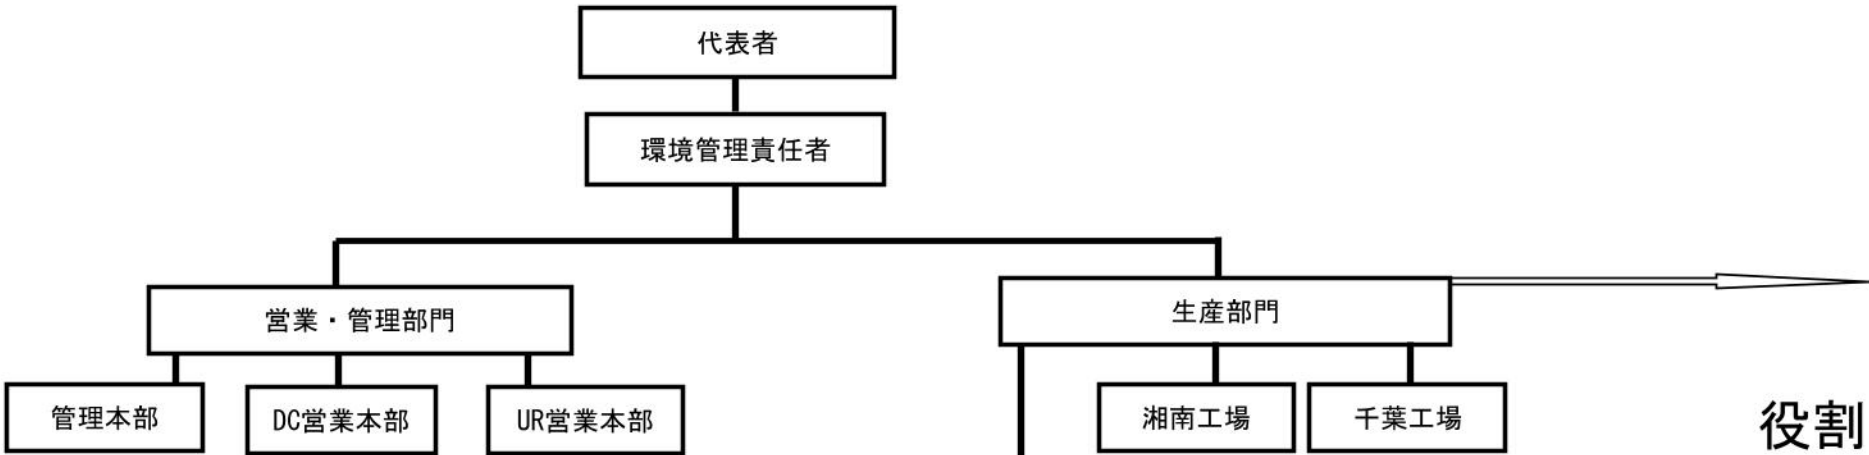 代表者
環境管理責任者
営業・管理部門
生産部門
管理本部
DC営業本部
UR営業本部
湘南工場
千葉工場
役割